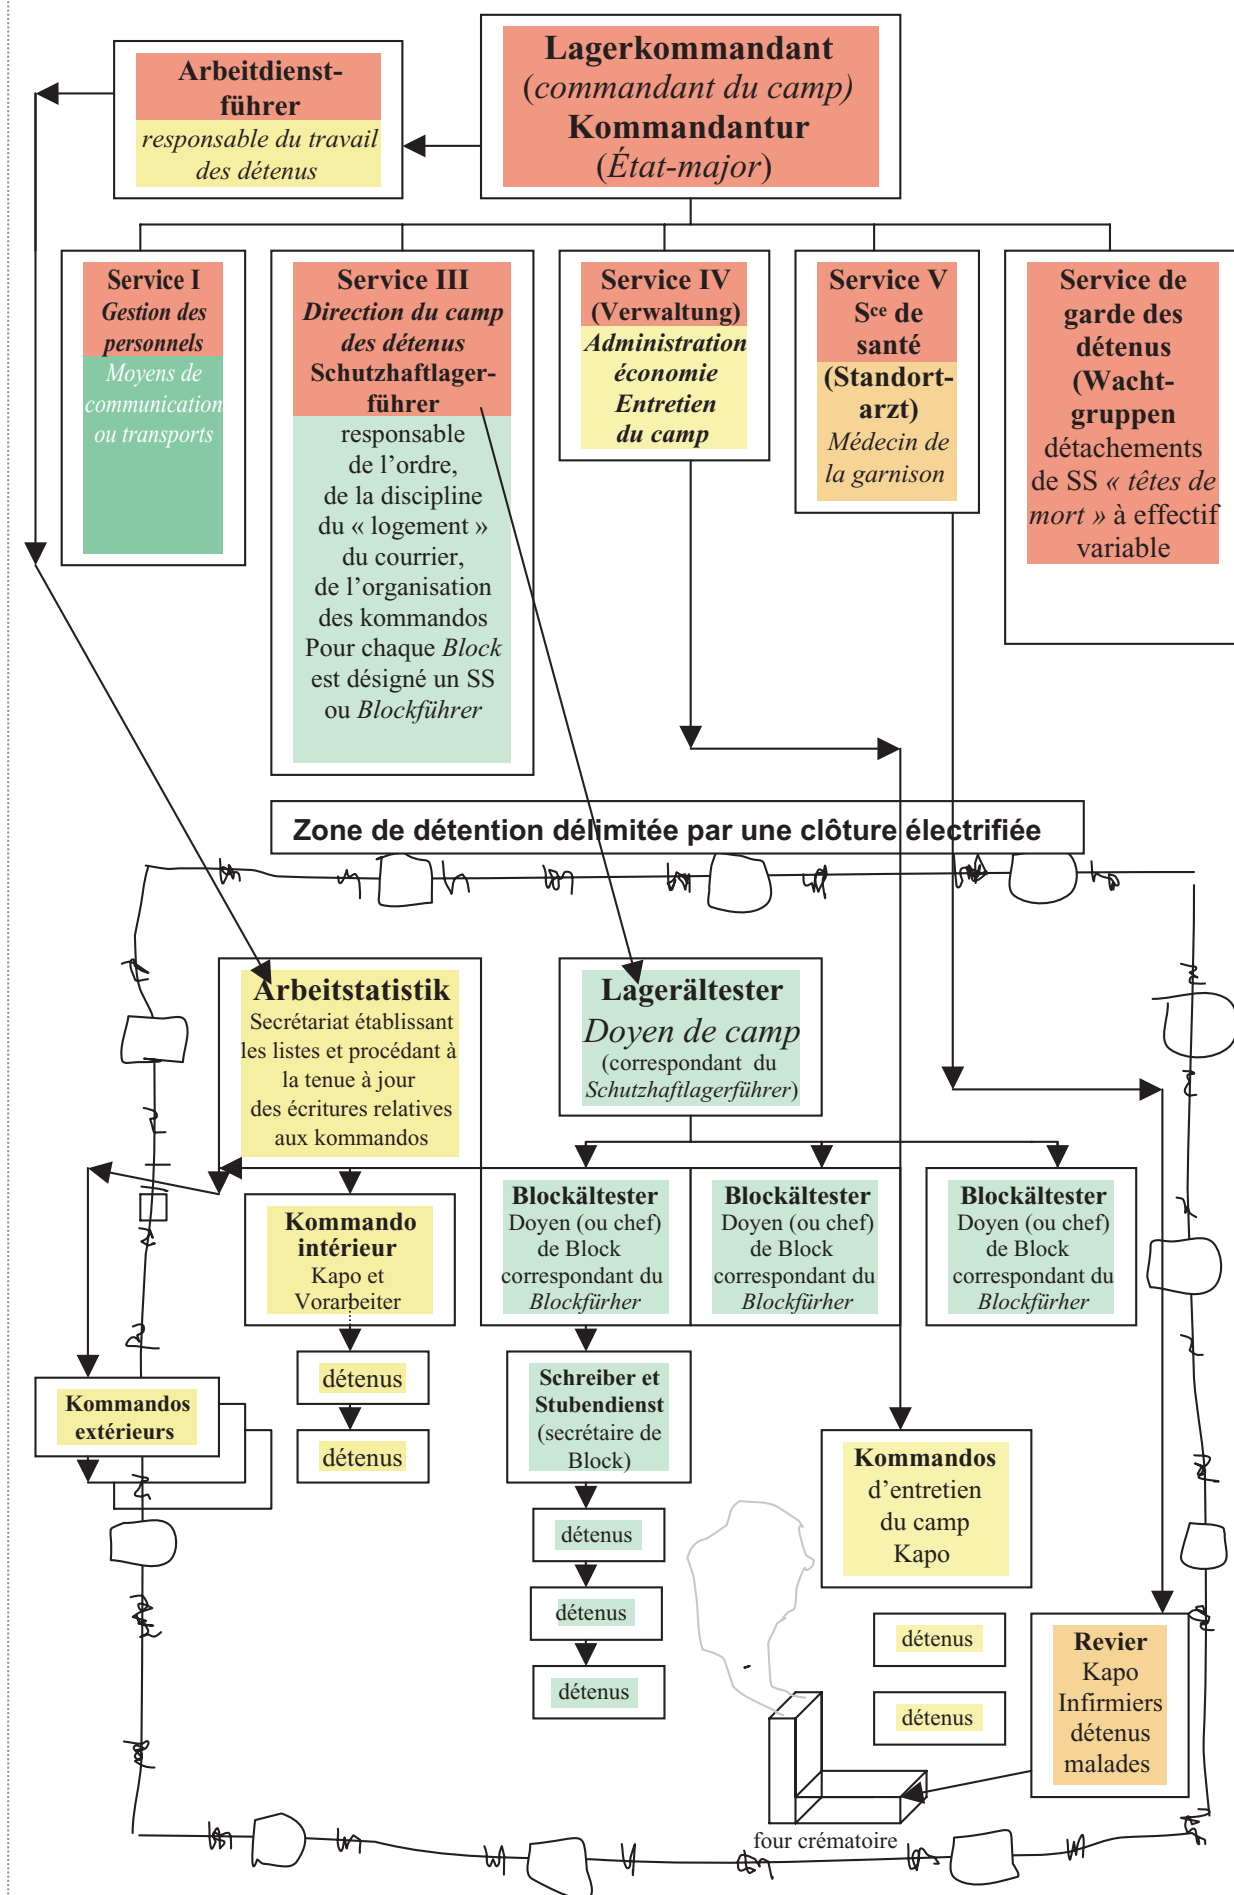 Lagerkommandant
(commandant du camp)
Kommandantur
(État-major)
Arbeitdienst-
führer
responsable du travail
des détenus
Service I
Gestion des
personnels
Moyens de
communication
ou transports
Service III
Direction du camp
des détenus
Schutzhaftlager-
führer
responsable
de l’ordre,
de la discipline
du « logement »
du courrier,
de l’organisation
des kommandos
Pour chaque Block
est désigné un SS
ou Blockführer
Service IV
(Verwaltung)
Administration
économie
Entretien
du camp
Service V
Sce de
santé
(Standort-
arzt)
Médecin de
la garnison
Service de
garde des
détenus
(Wacht-
gruppen
détachements
de SS « têtes de
mort » à effectif
variable
Zone de détention délimitée par une clôture électrifiée
Arbeitstatistik
Secrétariat établissant
les listes et procédant à
la tenue à jour
des écritures relatives
aux kommandos
Lagerältester
Doyen de camp
(correspondant du
Schutzhaftlagerführer)
Kommando
intérieur
Kapo et
Vorarbeiter
détenus
détenus
Blockältester
Doyen (ou chef)
de Block
correspondant du
Blockfürher
Blockältester
Doyen (ou chef)
de Block
correspondant du
Blockfürher
Blockältester
Doyen (ou chef)
de Block
correspondant du
Blockfürher
Kommandos
extérieurs
Schreiber et
Stubendienst
(secrétaire de
Block)
détenus
détenus
détenus
Kommandos
d’entretien
du camp
Kapo
détenus
détenus
Revier
Kapo
Infirmiers
détenus
malades
four crématoire